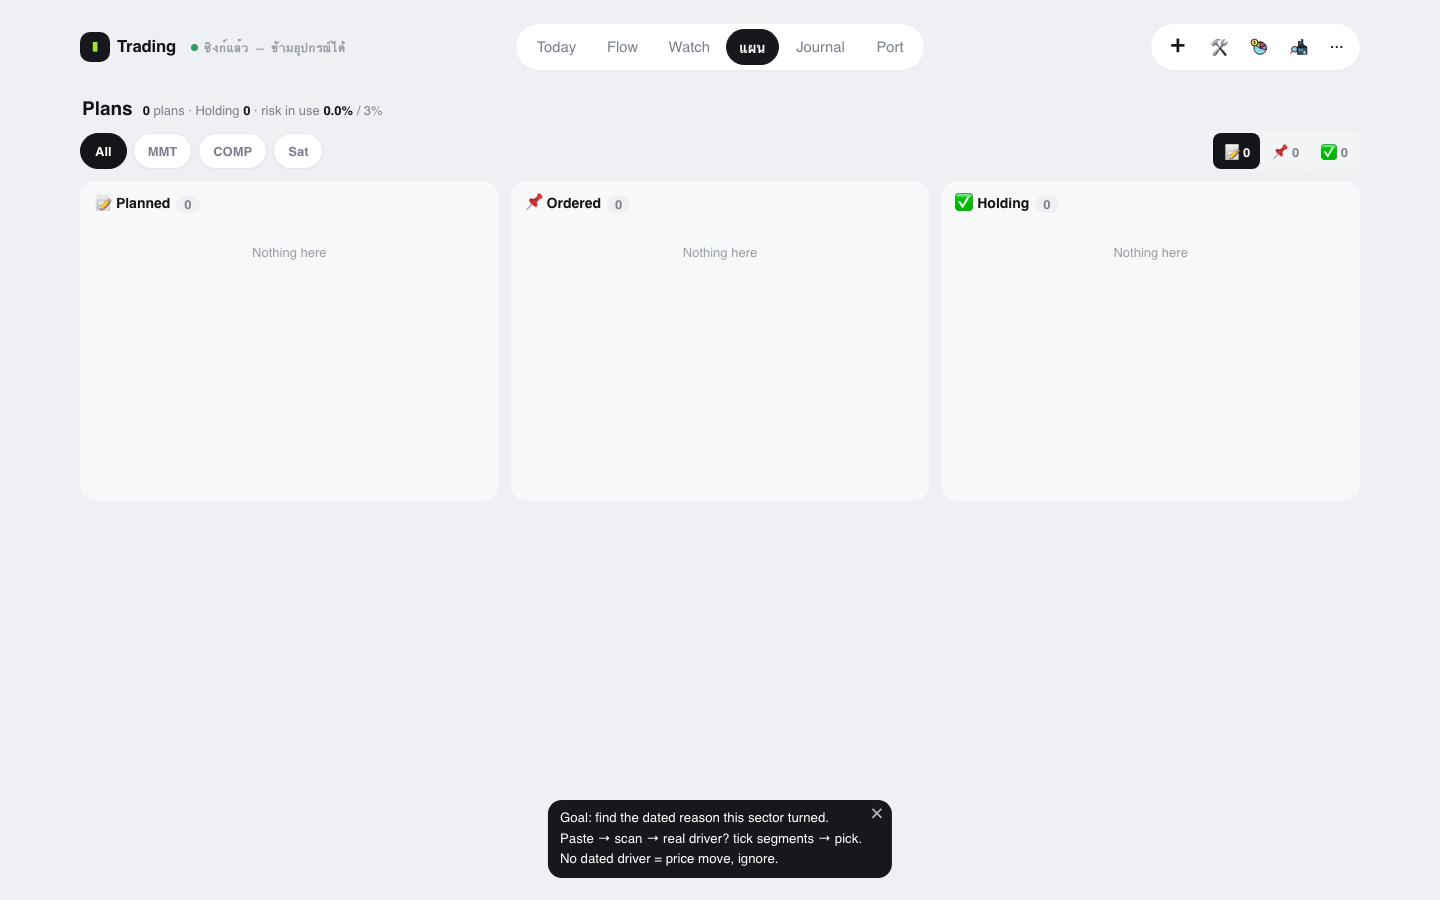 Trading ซิงก์แล้ว — ข้ามอุปกรณ์ได้
Today Flow Watch แผน Journal Port
+ ···
Plans 0 plans · Holding 0 · risk in use 0.0% / 3%
All MMT COMP Sat
0 0 0
Planned 0
Nothing here
Ordered 0
Nothing here
Holding 0
Nothing here
Goal: find the dated reason this sector turned.
Paste → scan → real driver? tick segments → pick.
No dated driver = price move, ignore.